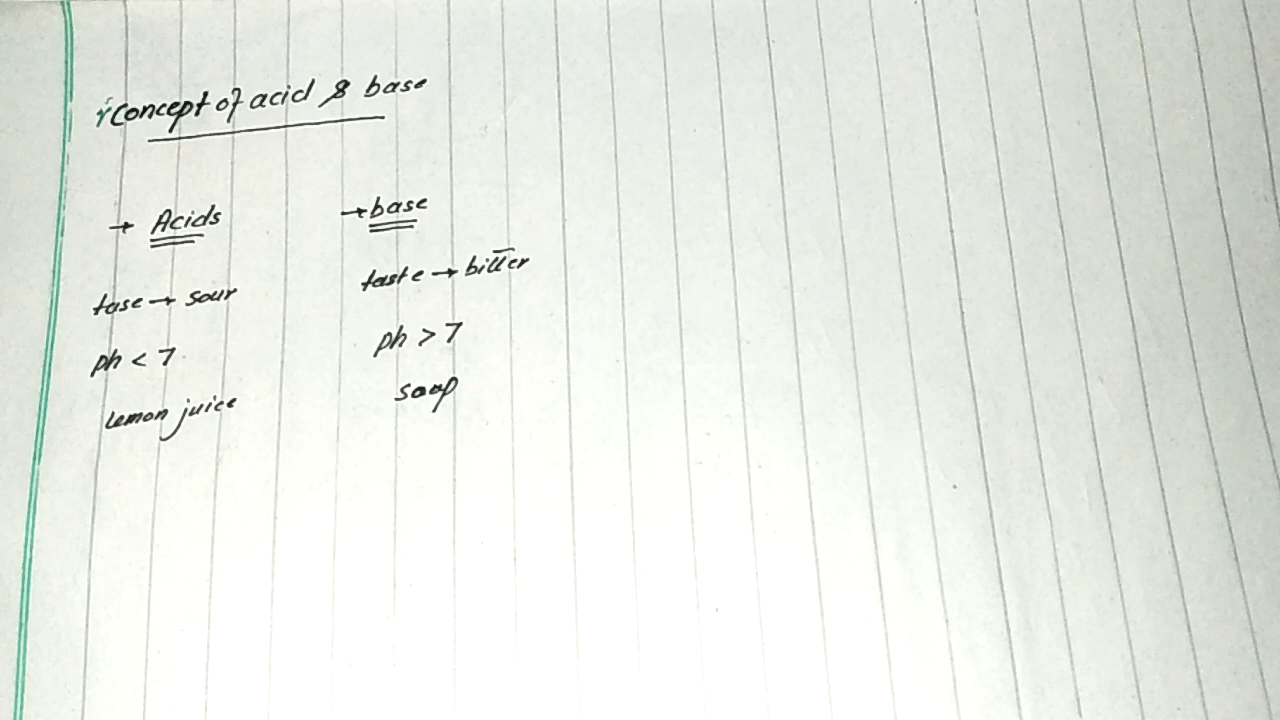 concept of acid & base
→ Acids
tase → sour
ph < 7
lemon juice
→ base
taste → bitter
ph > 7
soap